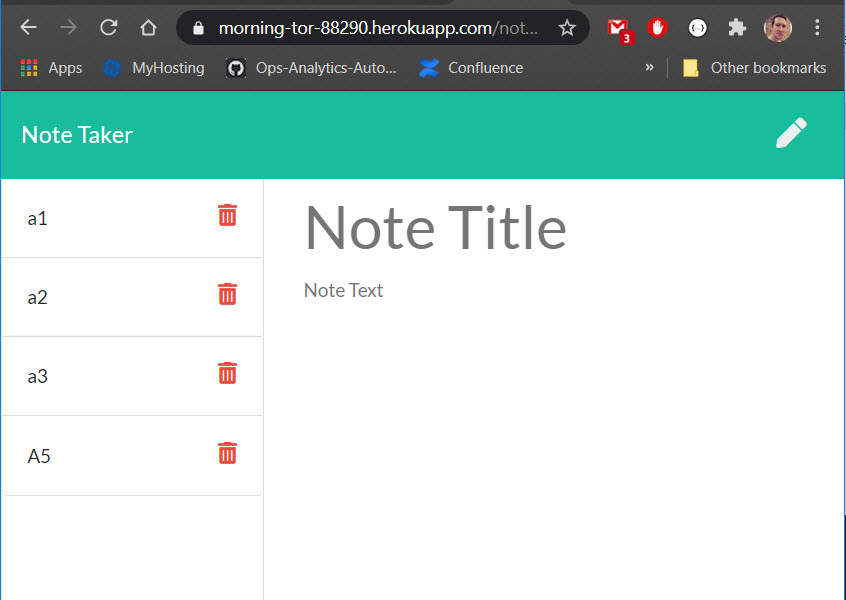 morning-tor-88290.herokuapp.com/not...
3
Apps MyHosting Ops-Analytics-Auto... Confluence » Other bookmarks
Note Taker
a1
a2
a3
A5
Note Title
Note Text